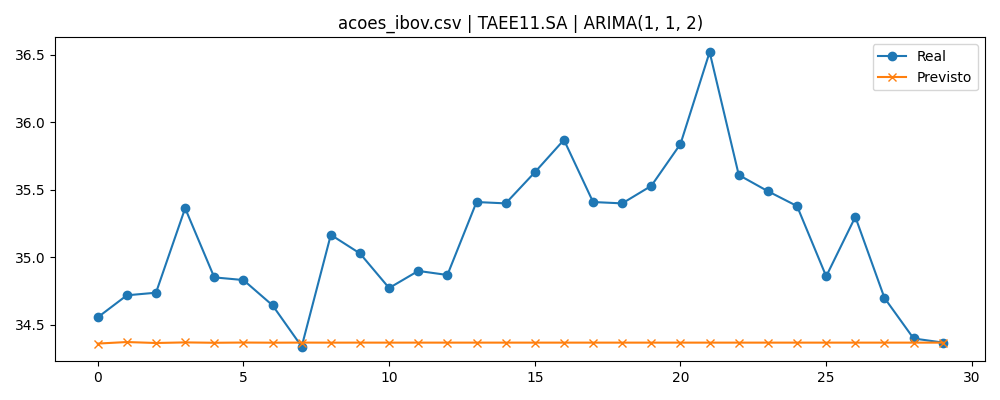 acoes_ibov.csv | TAEE11.SA | ARIMA(1, 1, 2)
Real
Previsto
36.5
36.0
35.5
35.0
34.5
0 5 10 15 20 25 30